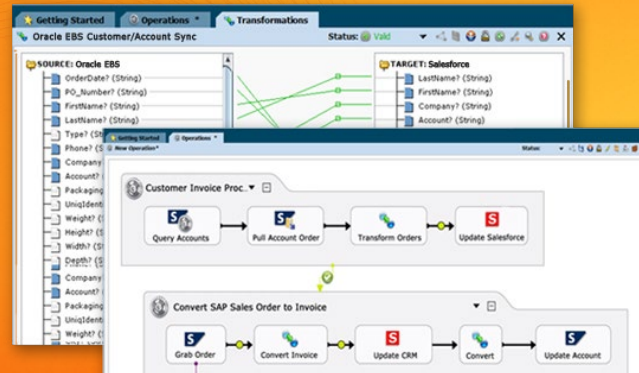 Getting Started
Operations *
Transformations
Oracle EBS Customer/Account Sync
Status: Valid
SOURCE: Oracle EBS
OrderDate? (String)
PO_Number? (String)
FirstName? (String)
LastName? (String)
Type? (St
Phone? (S
Company
Account? (
Packaging
UniqIdenti
Weight? (
Height? (S
Width? (S
Depth? (S
Company
Account?
Packaging
UniqIdent
Weight? (
TARGET: Salesforce
LastName? (String)
FirstName? (String)
Company? (String)
Account? (String)
Getting Started
Operations *
New Operation*
Status:
Customer Invoice Proc..
Query Accounts
Pull Account Order
Transform Orders
S
Update Salesforce
Convert SAP Sales Order to Invoice
Grab Order
Convert Invoice
S
Update CRM
Convert
Update Account